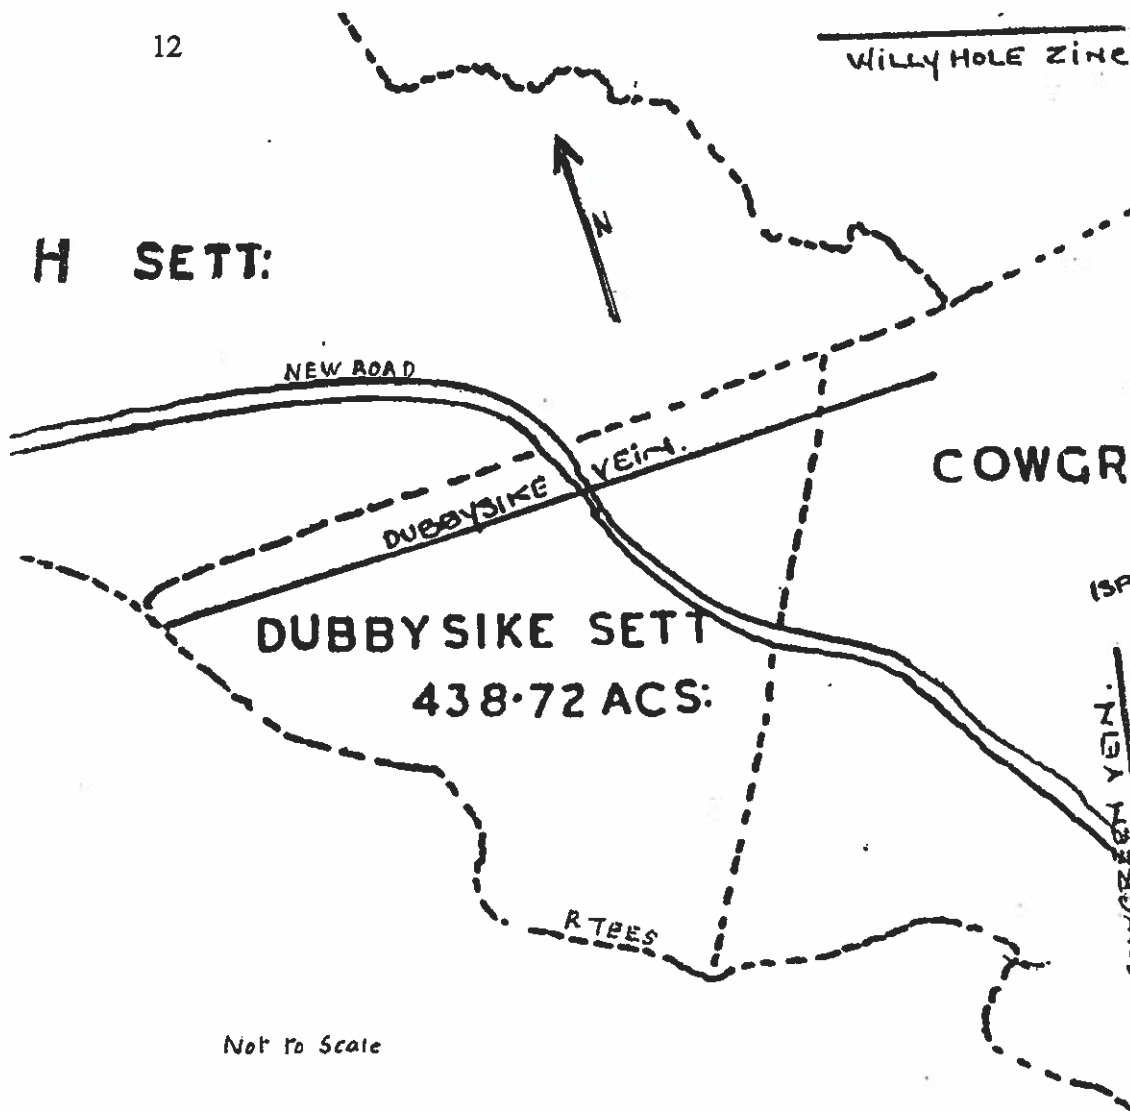 12
WILLY HOLE ZINC
N
H SETT:
NEW ROAD
DUBBYSIKE VEIN.
COWGR
DUBBYSIKE SETT
438·72 ACS:
VEIN.
R TEES
Not to Scale